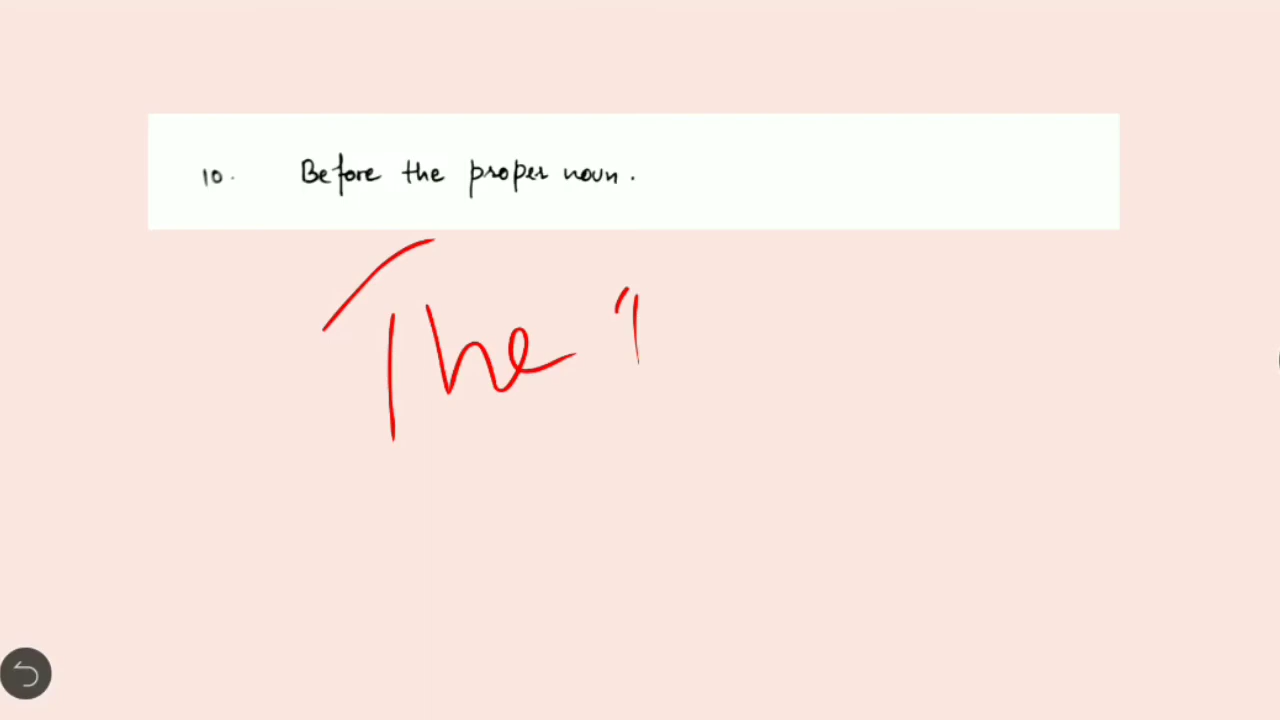 10. Before the proper noun.
The